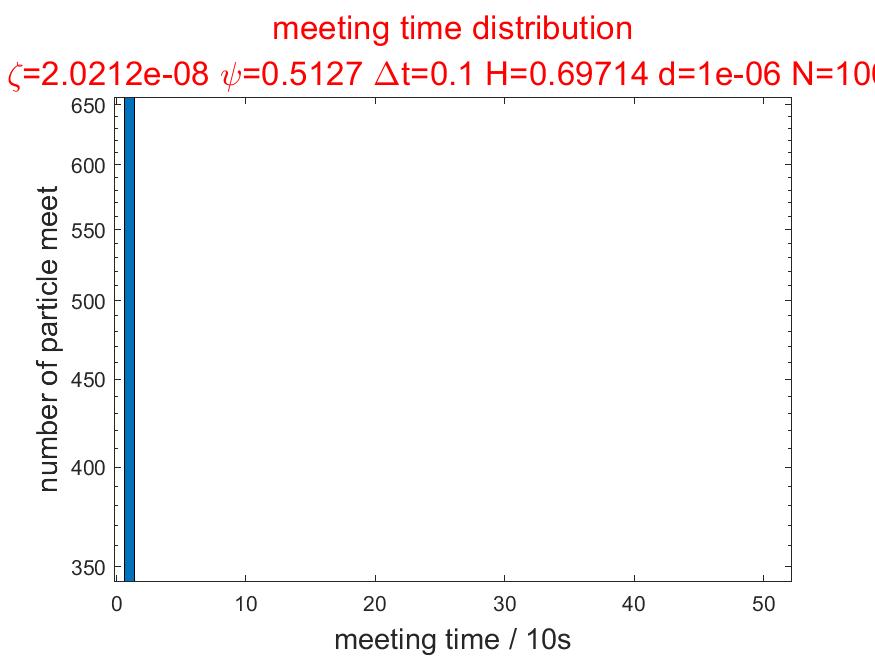 meeting time distribution
ζ=2.0212e-08 ψ=0.5127 Δt=0.1 H=0.69714 d=1e-06 N=100
650
600
550
500
450
400
350
number of particle meet
0 10 20 30 40 50
meeting time / 10s